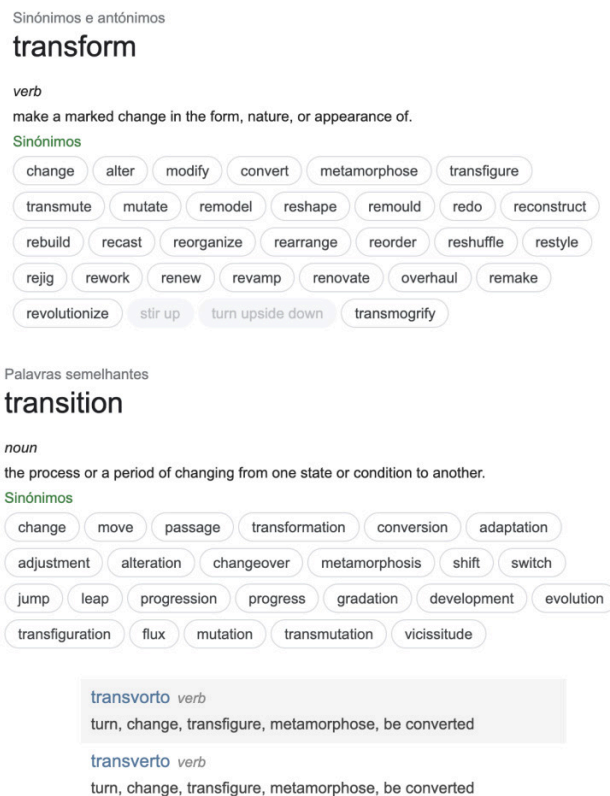 Sinónimos e antónimos
transform
verb
make a marked change in the form, nature, or appearance of.
Sinónimos
change alter modify convert metamorphose transfigure
transmute mutate remodel reshape remould redo reconstruct
rebuild recast reorganize rearrange reorder reshuffle restyle
rejig rework renew revamp renovate overhaul remake
revolutionize stir up turn upside down transmogrify
Palavras semelhantes
transition
noun
the process or a period of changing from one state or condition to another.
Sinónimos
change move passage transformation conversion adaptation
adjustment alteration changeover metamorphosis shift switch
jump leap progression progress gradation development evolution
transfiguration flux mutation transmutation vicissitude
transvorto verb
turn, change, transfigure, metamorphose, be converted
transverto verb
turn, change, transfigure, metamorphose, be converted